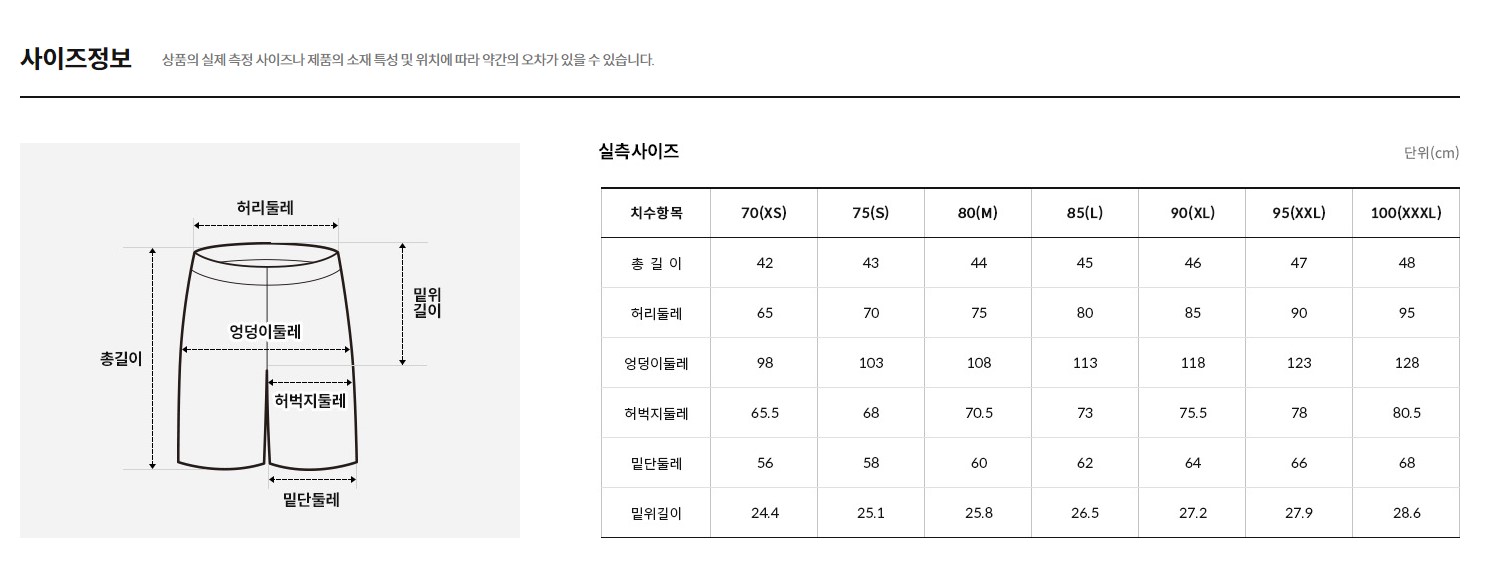 사이즈정보 상품의 실제 측정 사이즈나 제품의 소재 특성 및 위치에 따라 약간의 오차가 있을 수 있습니다.
허리둘레
밑위
길이
엉덩이둘레
총길이
허벅지둘레
밑단둘레
실측사이즈 단위(cm)
치수항목 70(XS) 75(S) 80(M) 85(L) 90(XL) 95(XXL) 100(XXXL)
총 길 이 42 43 44 45 46 47 48
허리둘레 65 70 75 80 85 90 95
엉덩이둘레 98 103 108 113 118 123 128
허벅지둘레 65.5 68 70.5 73 75.5 78 80.5
밑단둘레 56 58 60 62 64 66 68
밑위길이 24.4 25.1 25.8 26.5 27.2 27.9 28.6